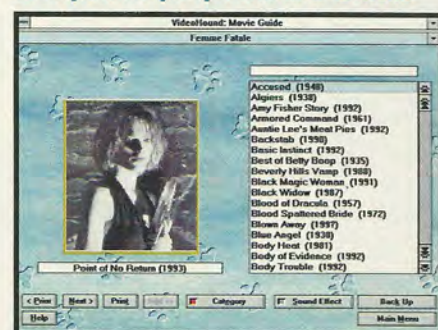 VideoHound: Movie Guide
Femme Fatale
Accused (1948)
Algiers (1938)
Amy Fisher Story (1992)
Armored Command (1961)
Auntie Lee's Meat Pies (1992)
Backstab (1990)
Basic Instinct (1992)
Best of Betty Boop (1935)
Beverly Hills Vamp (1988)
Black Magic Woman (1991)
Black Widow (1987)
Blood of Dracula (1957)
Blood Spattered Bride (1972)
Blown Away (1992)
Blue Angel (1930)
Body Heat (1981)
Body of Evidence (1992)
Body Trouble (1992)
Point of No Return (1993)
< Prev
Next >
Print
Category
Sound Effect
Back Up
Help
Main Menu